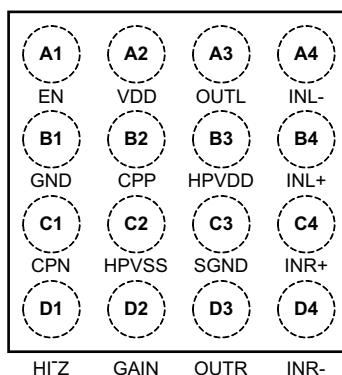 A1 A2 A3 A4
EN VDD OUTL INL-
B1 B2 B3 B4
GND CPP HPVDD INL+
C1 C2 C3 C4
CPN HPVSS SGND INR+
D1 D2 D3 D4
HI-Z GAIN OUTR INR-